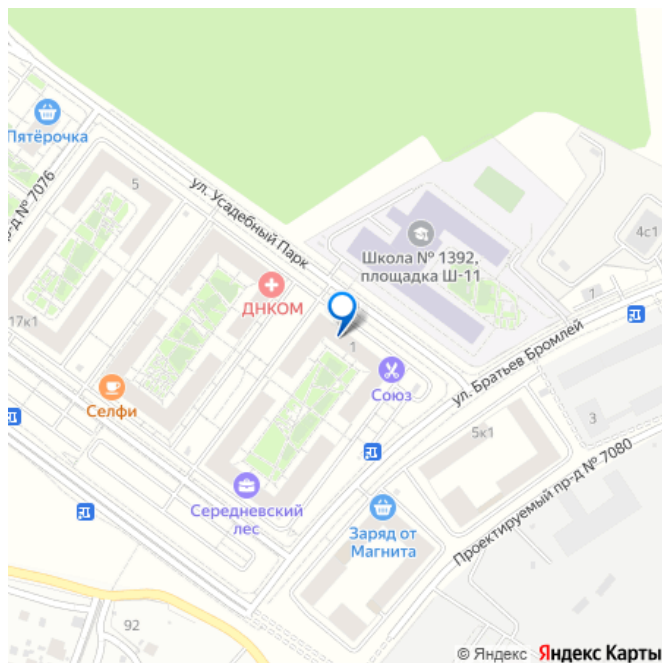 Пятёрочка
р-д № 7076
5
ул. Усадебный Парк
Школа № 1392,
площадка Ш-11
4с1
7
ДНКОМ
17к1
1
Союз
ул. Братьев Бромлей
Селфи
3
5к1
Середневский
лес
Заряд от
Магнита
Проектируемый пр-д № 7080
92
© Яндекс
Яндекс Карты